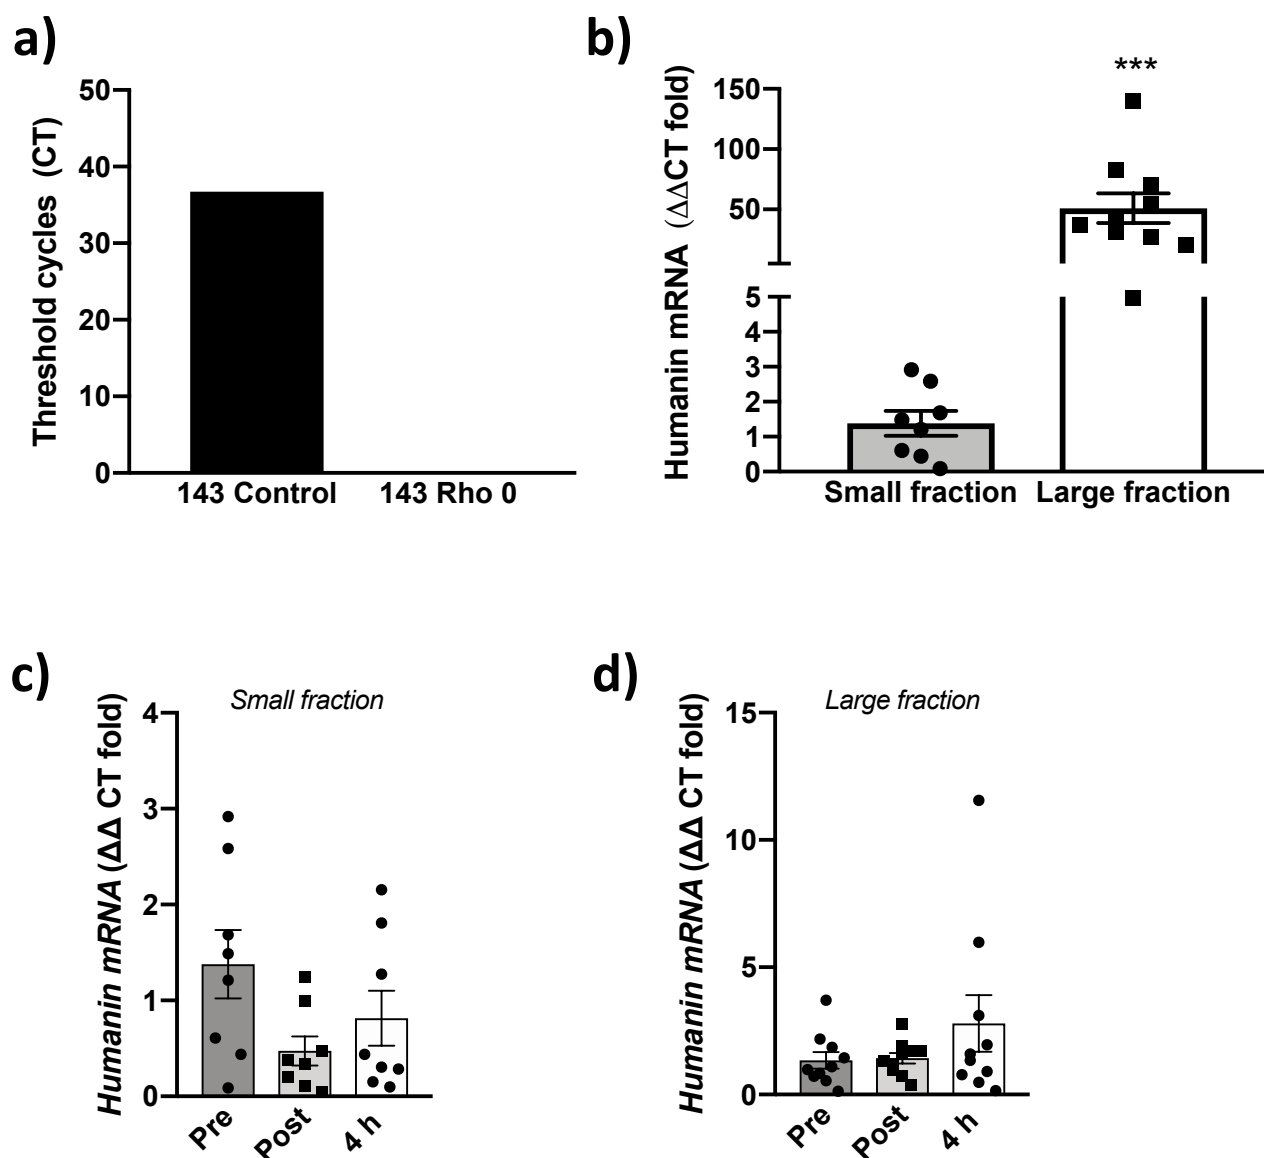 a)
Threshold cycles (CT)
50
40
30
20
10
0
143 Control
143 Rho 0
b)
Humanin mRNA (ΔΔCT fold)
***
150
100
50
5
4
3
2
1
0
Small fraction
Large fraction
c)
Small fraction
Humanin mRNA (ΔΔ CT fold)
4
3
2
1
0
Pre
Post
4 h
d)
Large fraction
Humanin mRNA (ΔΔ CT fold)
15
10
5
0
Pre
Post
4 h